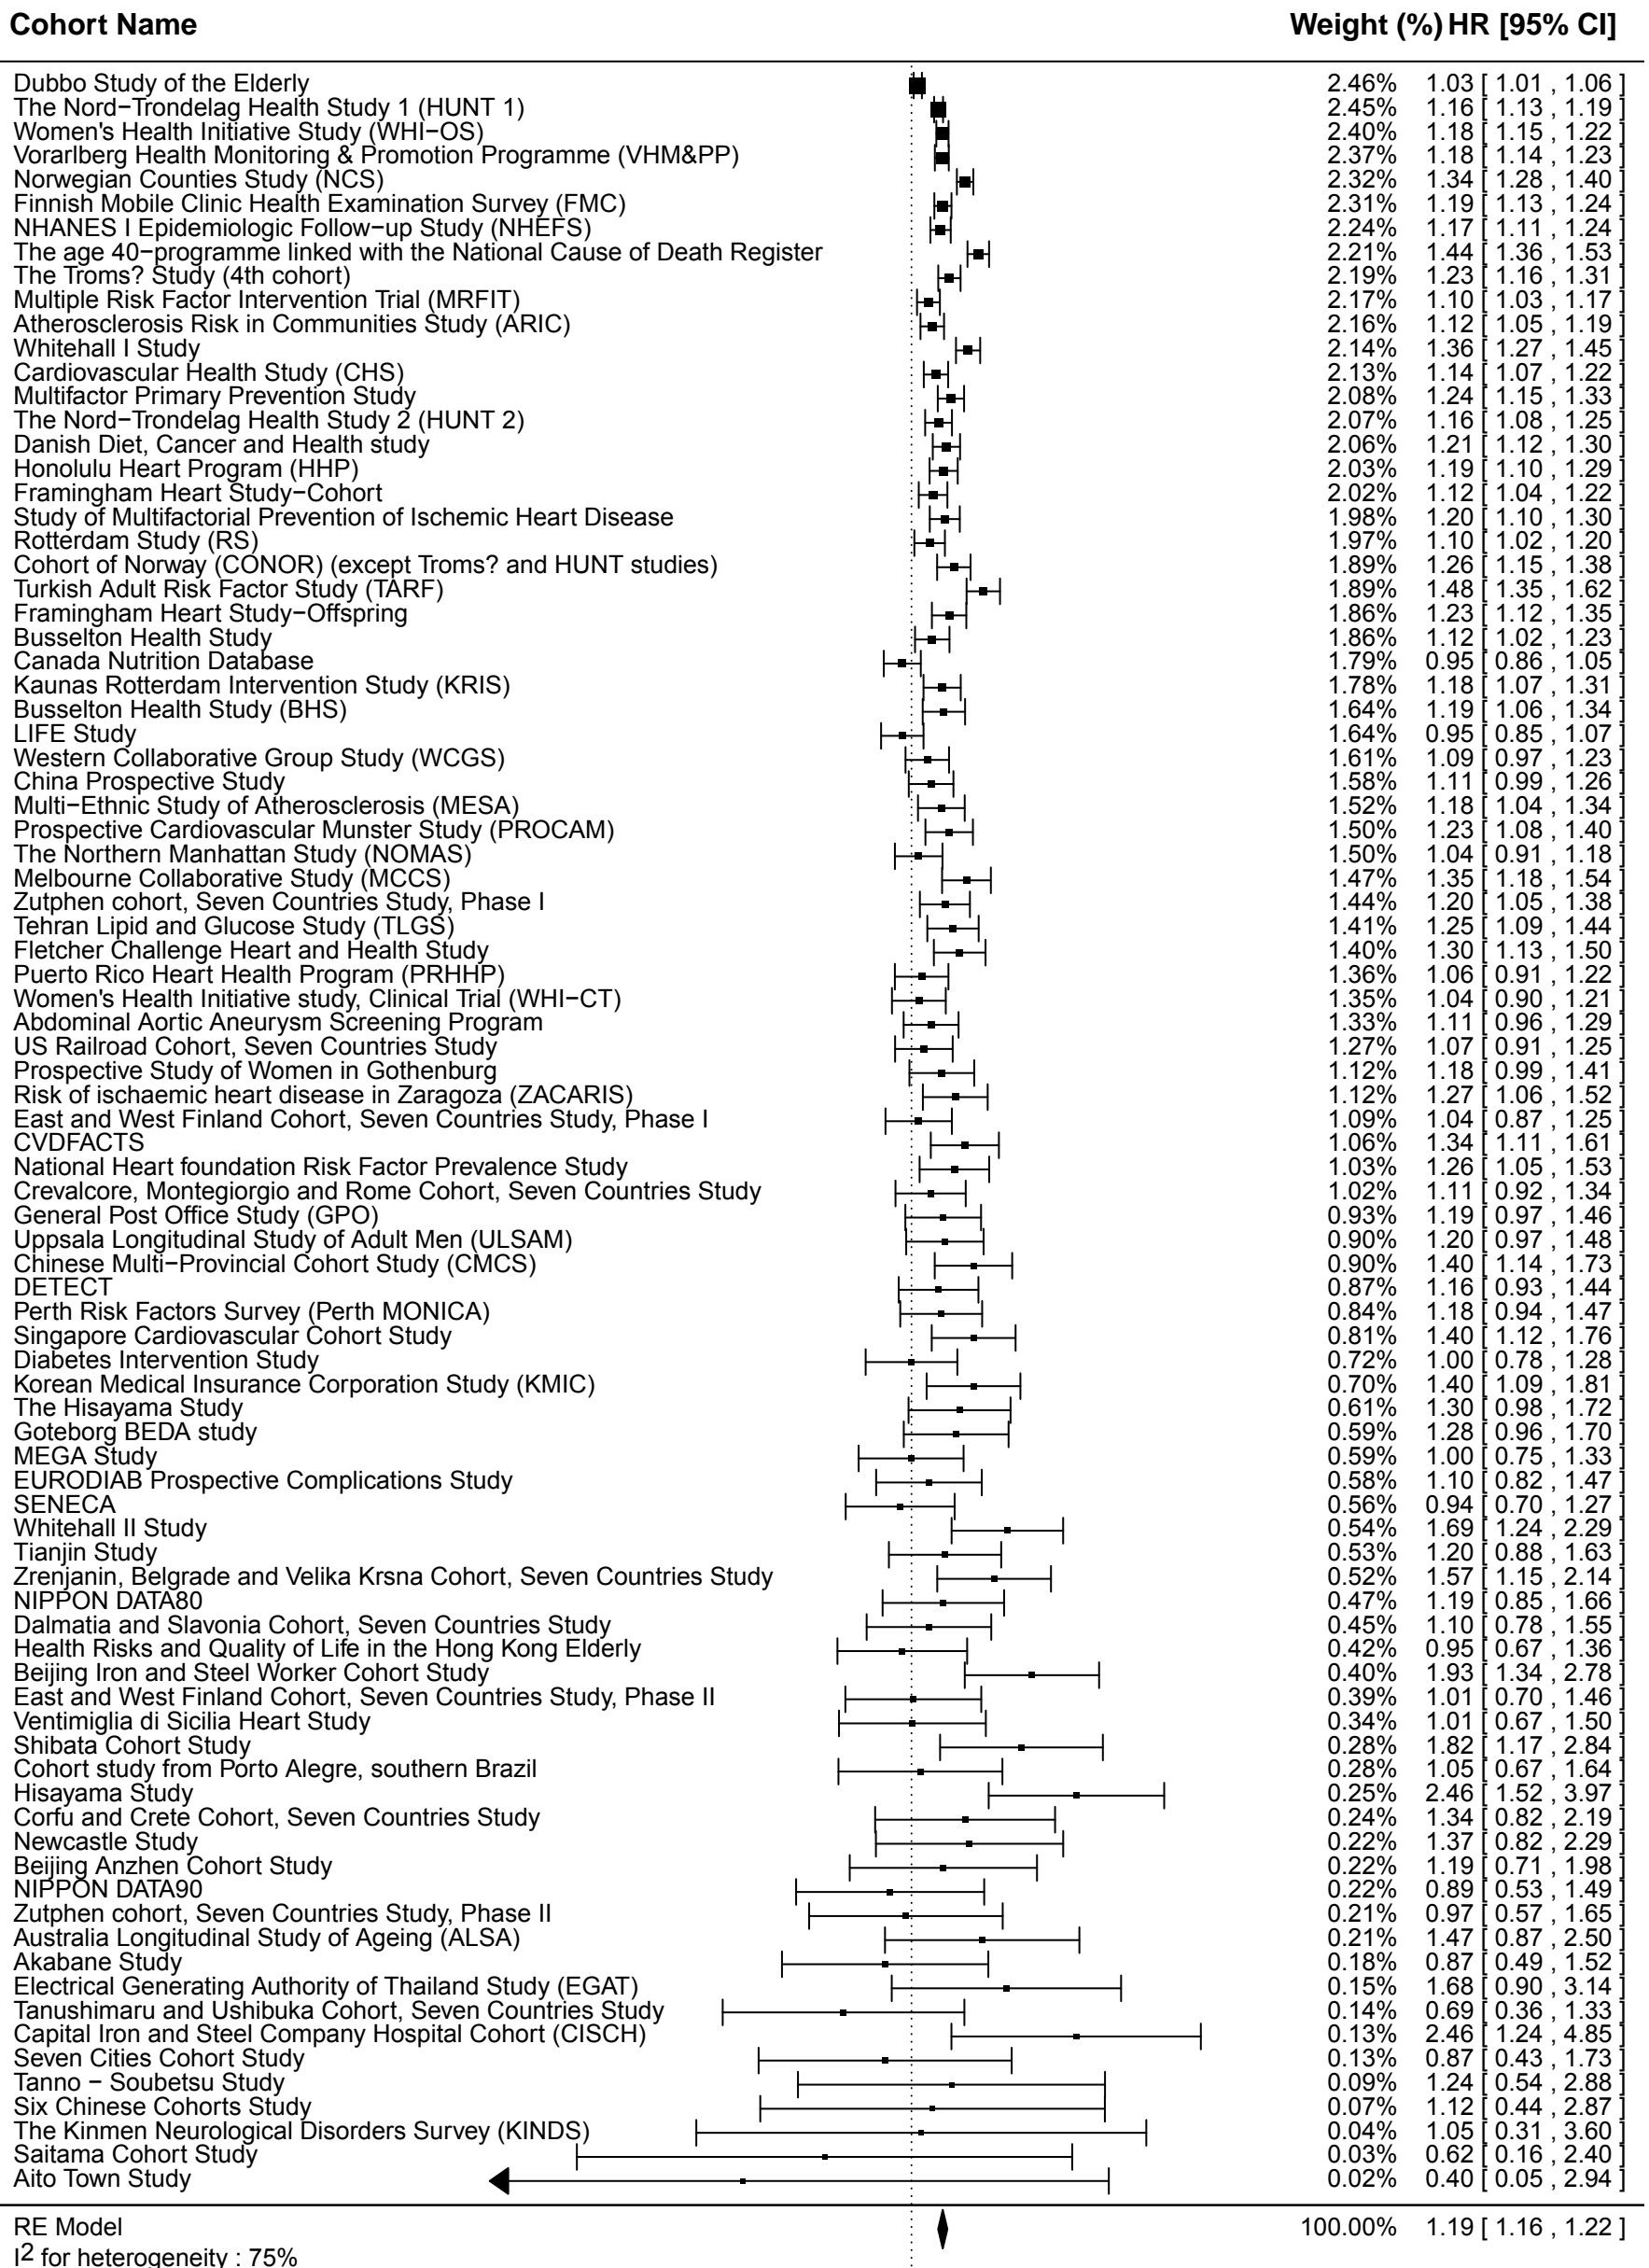 Cohort Name Weight (%) HR [95% CI]
Dubbo Study of the Elderly 2.46% 1.03 [ 1.01 , 1.06 ]
The Nord−Trondelag Health Study 1 (HUNT 1) 2.45% 1.16 [ 1.13 , 1.19 ]
Women's Health Initiative Study (WHI−OS) 2.40% 1.18 [ 1.15 , 1.22 ]
Vorarlberg Health Monitoring & Promotion Programme (VHM&PP) 2.37% 1.18 [ 1.14 , 1.23 ]
Norwegian Counties Study (NCS) 2.32% 1.34 [ 1.28 , 1.40 ]
Finnish Mobile Clinic Health Examination Survey (FMC) 2.31% 1.19 [ 1.13 , 1.24 ]
NHANES I Epidemiologic Follow−up Study (NHEFS) 2.24% 1.17 [ 1.11 , 1.24 ]
The age 40−programme linked with the National Cause of Death Register 2.21% 1.44 [ 1.36 , 1.53 ]
The Troms? Study (4th cohort) 2.19% 1.23 [ 1.16 , 1.31 ]
Multiple Risk Factor Intervention Trial (MRFIT) 2.17% 1.10 [ 1.03 , 1.17 ]
Atherosclerosis Risk in Communities Study (ARIC) 2.16% 1.12 [ 1.05 , 1.19 ]
Whitehall I Study 2.14% 1.36 [ 1.27 , 1.45 ]
Cardiovascular Health Study (CHS) 2.13% 1.14 [ 1.07 , 1.22 ]
Multifactor Primary Prevention Study 2.08% 1.24 [ 1.15 , 1.33 ]
The Nord−Trondelag Health Study 2 (HUNT 2) 2.07% 1.16 [ 1.08 , 1.25 ]
Danish Diet, Cancer and Health study 2.06% 1.21 [ 1.12 , 1.30 ]
Honolulu Heart Program (HHP) 2.03% 1.19 [ 1.10 , 1.29 ]
Framingham Heart Study−Cohort 2.02% 1.12 [ 1.04 , 1.22 ]
Study of Multifactorial Prevention of Ischemic Heart Disease 1.98% 1.20 [ 1.10 , 1.30 ]
Rotterdam Study (RS) 1.97% 1.10 [ 1.02 , 1.20 ]
Cohort of Norway (CONOR) (except Troms? and HUNT studies) 1.89% 1.26 [ 1.15 , 1.38 ]
Turkish Adult Risk Factor Study (TARF) 1.89% 1.48 [ 1.35 , 1.62 ]
Framingham Heart Study−Offspring 1.86% 1.23 [ 1.12 , 1.35 ]
Busselton Health Study 1.86% 1.12 [ 1.02 , 1.23 ]
Canada Nutrition Database 1.79% 0.95 [ 0.86 , 1.05 ]
Kaunas Rotterdam Intervention Study (KRIS) 1.78% 1.18 [ 1.07 , 1.31 ]
Busselton Health Study (BHS) 1.64% 1.19 [ 1.06 , 1.34 ]
LIFE Study 1.64% 0.95 [ 0.85 , 1.07 ]
Western Collaborative Group Study (WCGS) 1.61% 1.09 [ 0.97 , 1.23 ]
China Prospective Study 1.58% 1.11 [ 0.99 , 1.26 ]
Multi−Ethnic Study of Atherosclerosis (MESA) 1.52% 1.18 [ 1.04 , 1.34 ]
Prospective Cardiovascular Munster Study (PROCAM) 1.50% 1.23 [ 1.08 , 1.40 ]
The Northern Manhattan Study (NOMAS) 1.50% 1.04 [ 0.91 , 1.18 ]
Melbourne Collaborative Study (MCCS) 1.47% 1.35 [ 1.18 , 1.54 ]
Zutphen cohort, Seven Countries Study, Phase I 1.44% 1.20 [ 1.05 , 1.38 ]
Tehran Lipid and Glucose Study (TLGS) 1.41% 1.25 [ 1.09 , 1.44 ]
Fletcher Challenge Heart and Health Study 1.40% 1.30 [ 1.13 , 1.50 ]
Puerto Rico Heart Health Program (PRHHP) 1.36% 1.06 [ 0.91 , 1.22 ]
Women's Health Initiative study, Clinical Trial (WHI−CT) 1.35% 1.04 [ 0.90 , 1.21 ]
Abdominal Aortic Aneurysm Screening Program 1.33% 1.11 [ 0.96 , 1.29 ]
US Railroad Cohort, Seven Countries Study 1.27% 1.07 [ 0.91 , 1.25 ]
Prospective Study of Women in Gothenburg 1.12% 1.18 [ 0.99 , 1.41 ]
Risk of ischaemic heart disease in Zaragoza (ZACARIS) 1.12% 1.27 [ 1.06 , 1.52 ]
East and West Finland Cohort, Seven Countries Study, Phase I 1.09% 1.04 [ 0.87 , 1.25 ]
CVDFACTS 1.06% 1.34 [ 1.11 , 1.61 ]
National Heart foundation Risk Factor Prevalence Study 1.03% 1.26 [ 1.05 , 1.53 ]
Crevalcore, Montegiorgio and Rome Cohort, Seven Countries Study 1.02% 1.11 [ 0.92 , 1.34 ]
General Post Office Study (GPO) 0.93% 1.19 [ 0.97 , 1.46 ]
Uppsala Longitudinal Study of Adult Men (ULSAM) 0.90% 1.20 [ 0.97 , 1.48 ]
Chinese Multi−Provincial Cohort Study (CMCS) 0.90% 1.40 [ 1.14 , 1.73 ]
DETECT 0.87% 1.16 [ 0.93 , 1.44 ]
Perth Risk Factors Survey (Perth MONICA) 0.84% 1.18 [ 0.94 , 1.47 ]
Singapore Cardiovascular Cohort Study 0.81% 1.40 [ 1.12 , 1.76 ]
Diabetes Intervention Study 0.72% 1.00 [ 0.78 , 1.28 ]
Korean Medical Insurance Corporation Study (KMIC) 0.70% 1.40 [ 1.09 , 1.81 ]
The Hisayama Study 0.61% 1.30 [ 0.98 , 1.72 ]
Goteborg BEDA study 0.59% 1.28 [ 0.96 , 1.70 ]
MEGA Study 0.59% 1.00 [ 0.75 , 1.33 ]
EURODIAB Prospective Complications Study 0.58% 1.10 [ 0.82 , 1.47 ]
SENECA 0.56% 0.94 [ 0.70 , 1.27 ]
Whitehall II Study 0.54% 1.69 [ 1.24 , 2.29 ]
Tianjin Study 0.53% 1.20 [ 0.88 , 1.63 ]
Zrenjanin, Belgrade and Velika Krsna Cohort, Seven Countries Study 0.52% 1.57 [ 1.15 , 2.14 ]
NIPPON DATA80 0.47% 1.19 [ 0.85 , 1.66 ]
Dalmatia and Slavonia Cohort, Seven Countries Study 0.45% 1.10 [ 0.78 , 1.55 ]
Health Risks and Quality of Life in the Hong Kong Elderly 0.42% 0.95 [ 0.67 , 1.36 ]
Beijing Iron and Steel Worker Cohort Study 0.40% 1.93 [ 1.34 , 2.78 ]
East and West Finland Cohort, Seven Countries Study, Phase II 0.39% 1.01 [ 0.70 , 1.46 ]
Ventimiglia di Sicilia Heart Study 0.34% 1.01 [ 0.67 , 1.50 ]
Shibata Cohort Study 0.28% 1.82 [ 1.17 , 2.84 ]
Cohort study from Porto Alegre, southern Brazil 0.28% 1.05 [ 0.67 , 1.64 ]
Hisayama Study 0.25% 2.46 [ 1.52 , 3.97 ]
Corfu and Crete Cohort, Seven Countries Study 0.24% 1.34 [ 0.82 , 2.19 ]
Newcastle Study 0.22% 1.37 [ 0.82 , 2.29 ]
Beijing Anzhen Cohort Study 0.22% 1.19 [ 0.71 , 1.98 ]
NIPPON DATA90 0.22% 0.89 [ 0.53 , 1.49 ]
Zutphen cohort, Seven Countries Study, Phase II 0.21% 0.97 [ 0.57 , 1.65 ]
Australia Longitudinal Study of Ageing (ALSA) 0.21% 1.47 [ 0.87 , 2.50 ]
Akabane Study 0.18% 0.87 [ 0.49 , 1.52 ]
Electrical Generating Authority of Thailand Study (EGAT) 0.15% 1.68 [ 0.90 , 3.14 ]
Tanushimaru and Ushibuka Cohort, Seven Countries Study 0.14% 0.69 [ 0.36 , 1.33 ]
Capital Iron and Steel Company Hospital Cohort (CISCH) 0.13% 2.46 [ 1.24 , 4.85 ]
Seven Cities Cohort Study 0.13% 0.87 [ 0.43 , 1.73 ]
Tanno − Soubetsu Study 0.09% 1.24 [ 0.54 , 2.88 ]
Six Chinese Cohorts Study 0.07% 1.12 [ 0.44 , 2.87 ]
The Kinmen Neurological Disorders Survey (KINDS) 0.04% 1.05 [ 0.31 , 3.60 ]
Saitama Cohort Study 0.03% 0.62 [ 0.16 , 2.40 ]
Aito Town Study 0.02% 0.40 [ 0.05 , 2.94 ]
RE Model 100.00% 1.19 [ 1.16 , 1.22 ]
I2 for heterogeneity : 75%